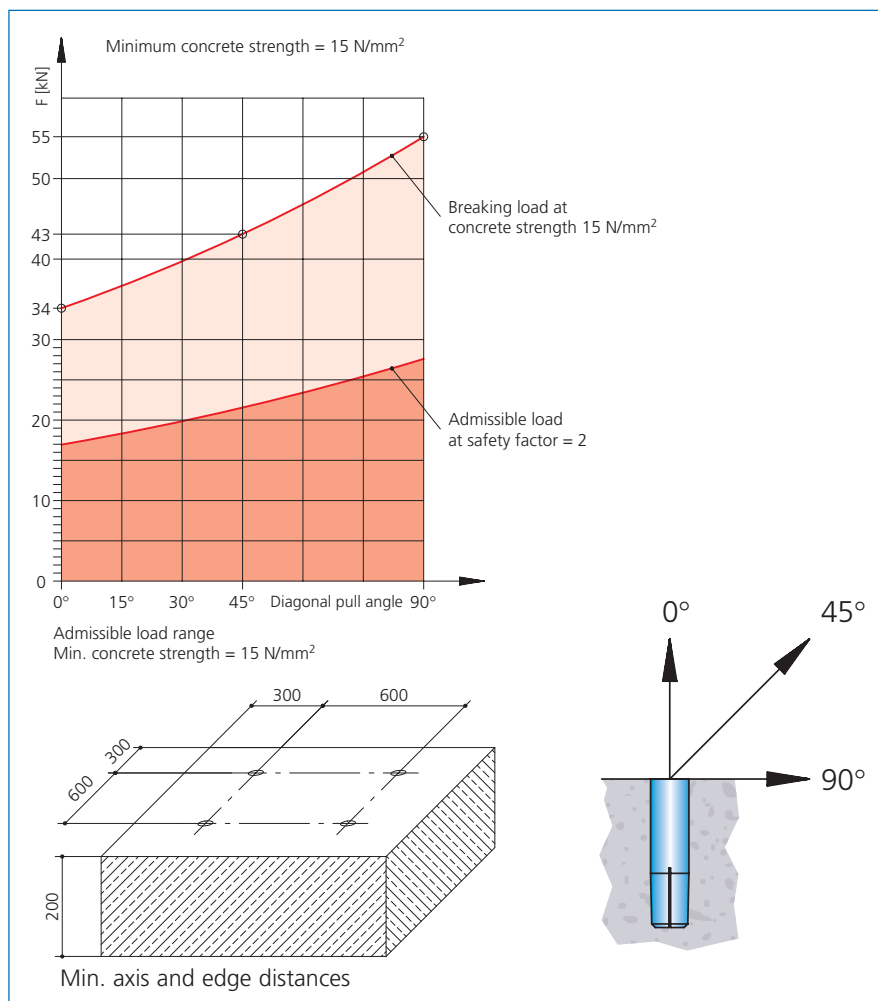 Minimum concrete strength = 15 N/mm²
F [kN]
55
50
43
40
34
30
20
10
0
Breaking load at
concrete strength 15 N/mm²
Admissible load
at safety factor = 2
0° 15° 30° 45° Diagonal pull angle 90°
Admissible load range
Min. concrete strength = 15 N/mm²
300 600
300
600
200
Min. axis and edge distances
0° 45°
90°